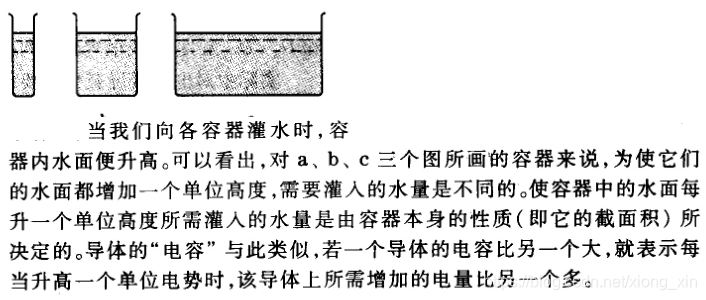 当我们向各容器灌水时，容
器内水面便升高。可以看出，对 a、b、c 三个图所画的容器来说，为使它们
的水面都增加一个单位高度，需要灌入的水量是不同的。使容器中的水面每
升一个单位高度所需灌入的水量是由容器本身的性质（即它的截面积）所
决定的。导体的“电容”与此类似，若一个导体的电容比另一个大，就表示每
当升高一个单位电势时，该导体上所需增加的电量比另一个多。